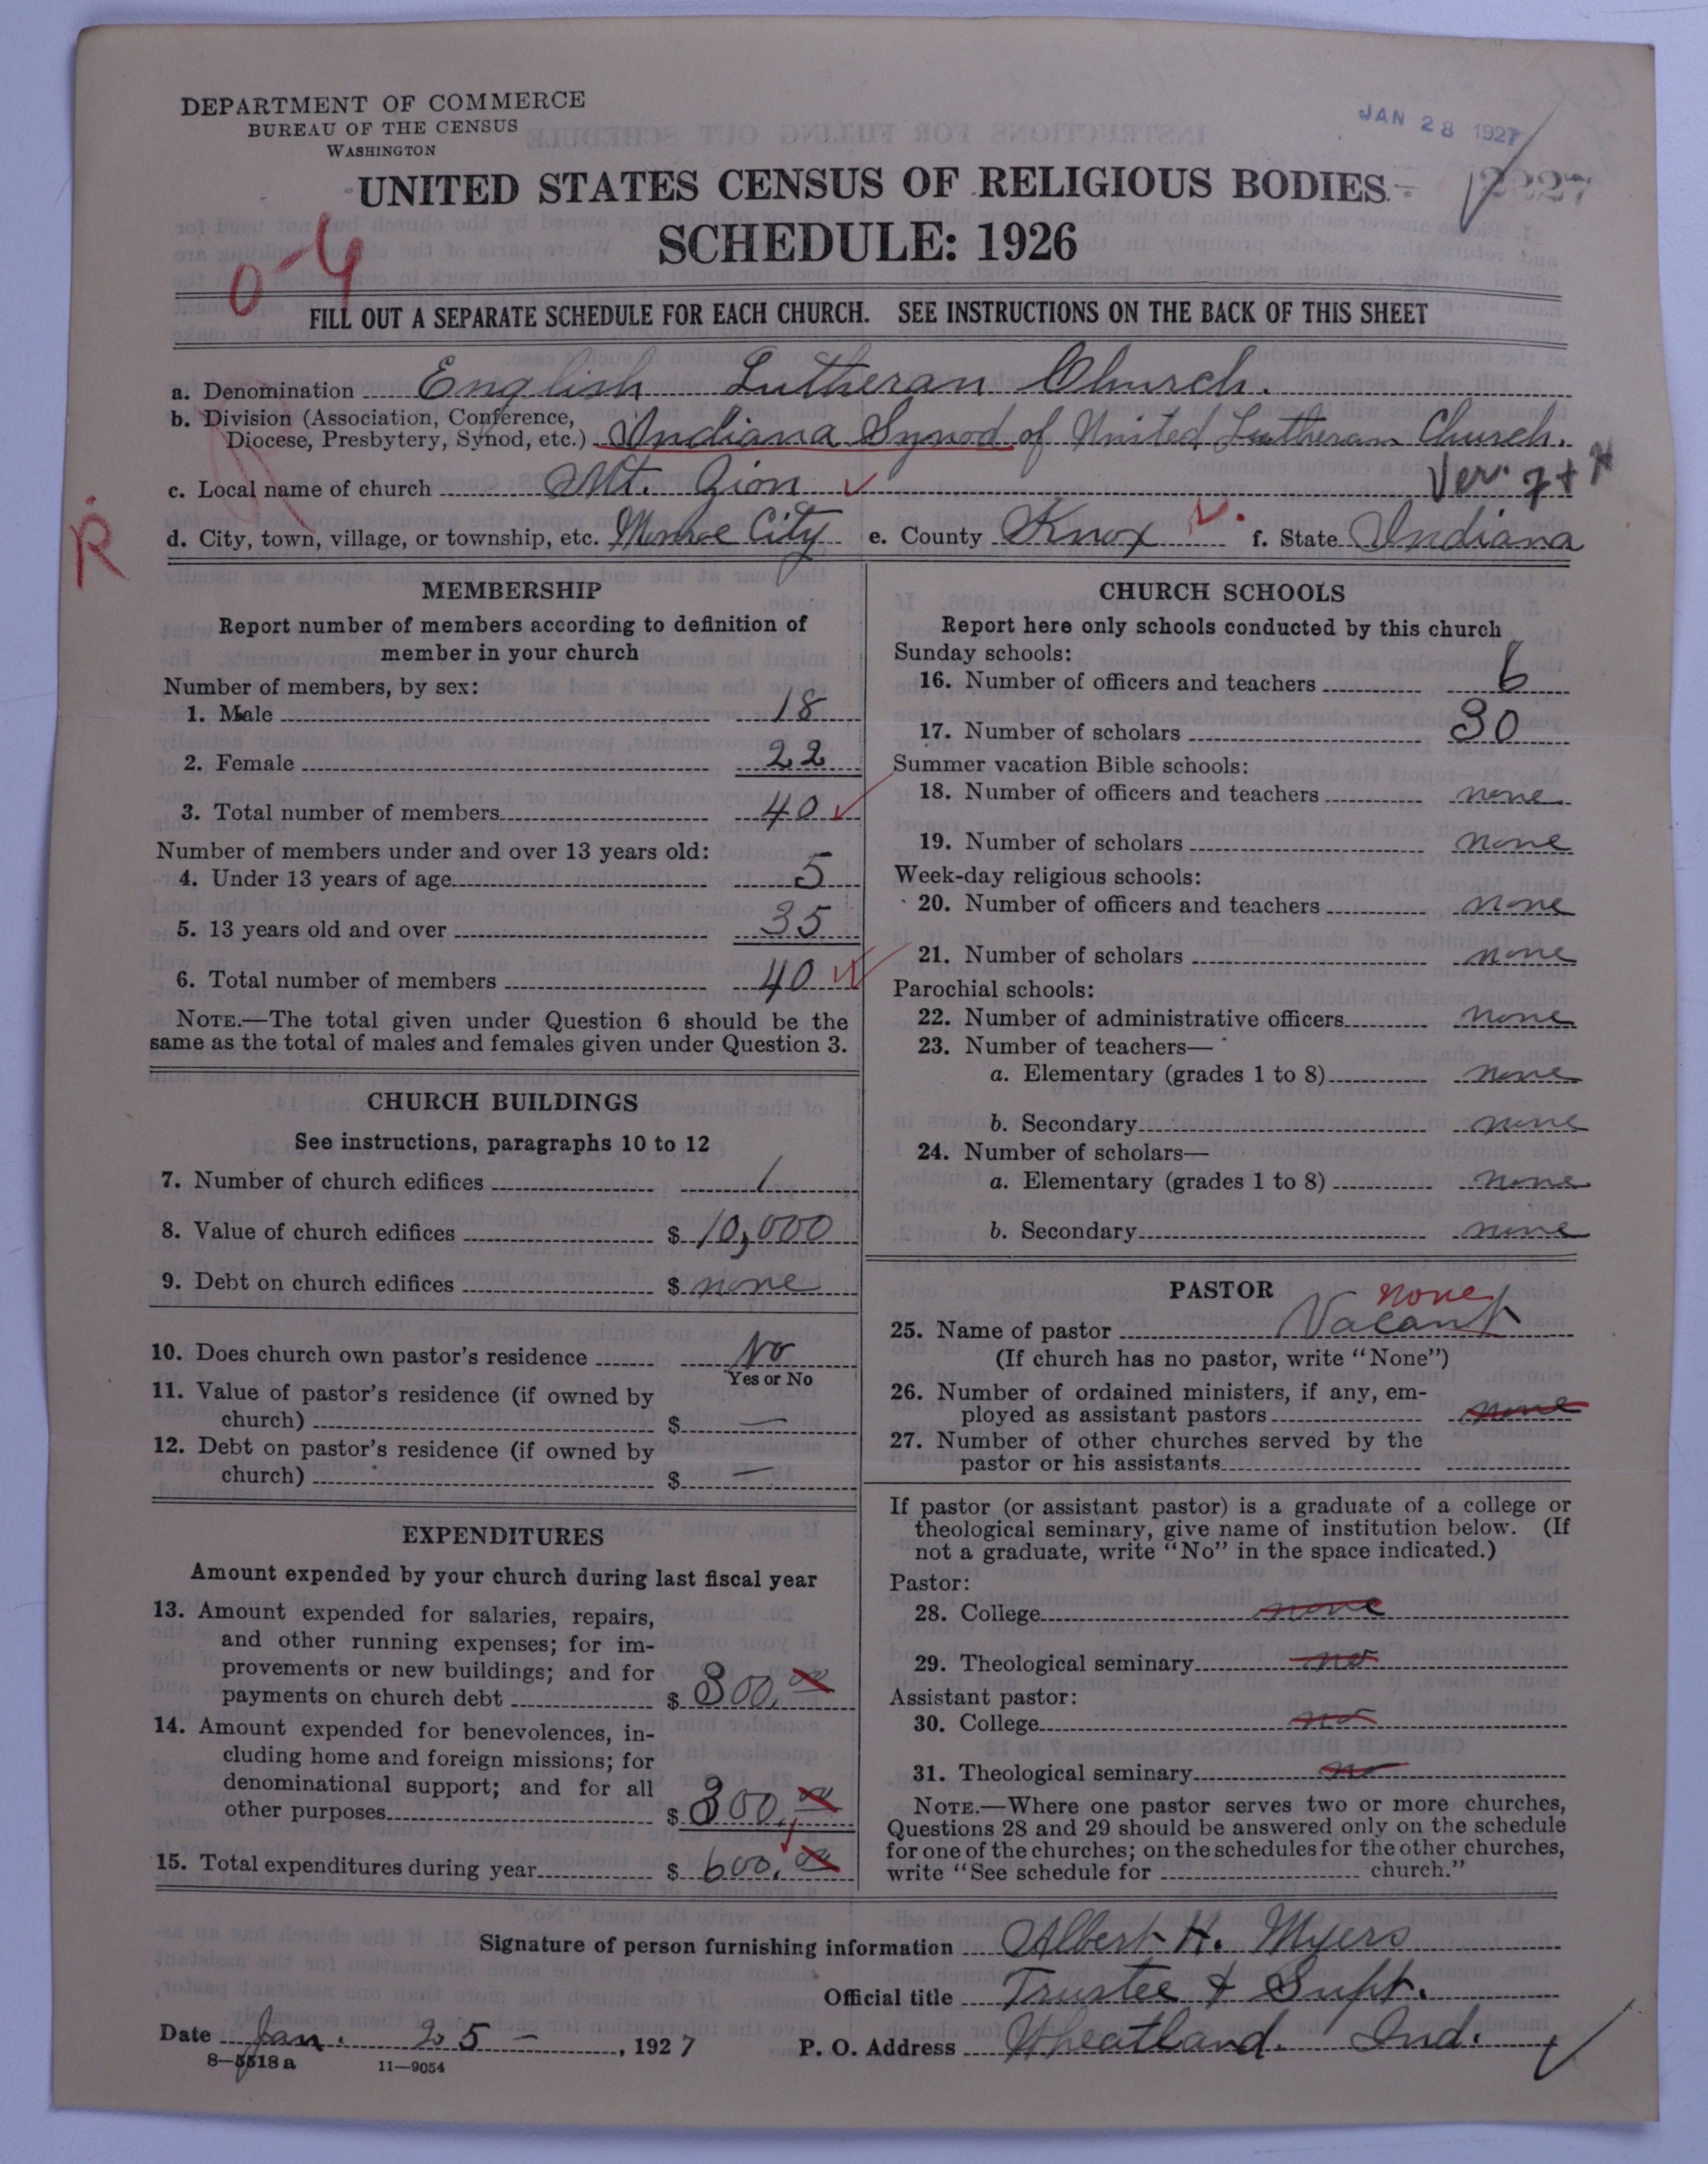 DEPARTMENT OF COMMERCE
BUREAU OF THE CENSUS
WASHINGTON
JAN 28 1927
UNITED STATES CENSUS OF RELIGIOUS BODIES
SCHEDULE: 1926
0-4
FILL OUT A SEPARATE SCHEDULE FOR EACH CHURCH. SEE INSTRUCTIONS ON THE BACK OF THIS SHEET
a. Denomination English Lutheran Church.
b. Division (Association, Conference,
Diocese, Presbytery, Synod, etc.) Indiana Synod of United Lutheran Church.
c. Local name of church Mt. Zion
Ver. 7+
R
d. City, town, village, or township, etc. Monroe City e. County Knox f. State Indiana
MEMBERSHIP
Report number of members according to definition of
member in your church
Number of members, by sex:
1. Male 18
2. Female 22
3. Total number of members 40
Number of members under and over 13 years old:
4. Under 13 years of age 5
5. 13 years old and over 35
6. Total number of members 40
NOTE.—The total given under Question 6 should be the
same as the total of males and females given under Question 3.
CHURCH BUILDINGS
See instructions, paragraphs 10 to 12
7. Number of church edifices 1
8. Value of church edifices $ 10,000
9. Debt on church edifices $ none
10. Does church own pastor's residence No
Yes or No
11. Value of pastor's residence (if owned by
church) $ —
12. Debt on pastor's residence (if owned by
church) $ —
EXPENDITURES
Amount expended by your church during last fiscal year
13. Amount expended for salaries, repairs,
and other running expenses; for im-
provements or new buildings; and for
payments on church debt $ 300.00
14. Amount expended for benevolences, in-
cluding home and foreign missions; for
denominational support; and for all
other purposes $ 300.00
15. Total expenditures during year $ 600.00
CHURCH SCHOOLS
Report here only schools conducted by this church
Sunday schools:
16. Number of officers and teachers 6
17. Number of scholars 30
Summer vacation Bible schools:
18. Number of officers and teachers none
19. Number of scholars none
Week-day religious schools:
20. Number of officers and teachers none
21. Number of scholars none
Parochial schools:
22. Number of administrative officers none
23. Number of teachers—
a. Elementary (grades 1 to 8) none
b. Secondary none
24. Number of scholars—
a. Elementary (grades 1 to 8) none
b. Secondary none
PASTOR
none
25. Name of pastor Vacant
(If church has no pastor, write "None")
26. Number of ordained ministers, if any, em-
ployed as assistant pastors none
27. Number of other churches served by the
pastor or his assistants
If pastor (or assistant pastor) is a graduate of a college or
theological seminary, give name of institution below. (If
not a graduate, write "No" in the space indicated.)
Pastor:
28. College none
29. Theological seminary no
Assistant pastor:
30. College no
31. Theological seminary no
NOTE.—Where one pastor serves two or more churches,
Questions 28 and 29 should be answered only on the schedule
for one of the churches; on the schedules for the other churches,
write "See schedule for church."
Signature of person furnishing information Albert H. Myers
Official title Trustee & Supt.
Date Jan. 25 –, 1927 P. O. Address Wheatland. Ind.
8—5518 a 11—9054